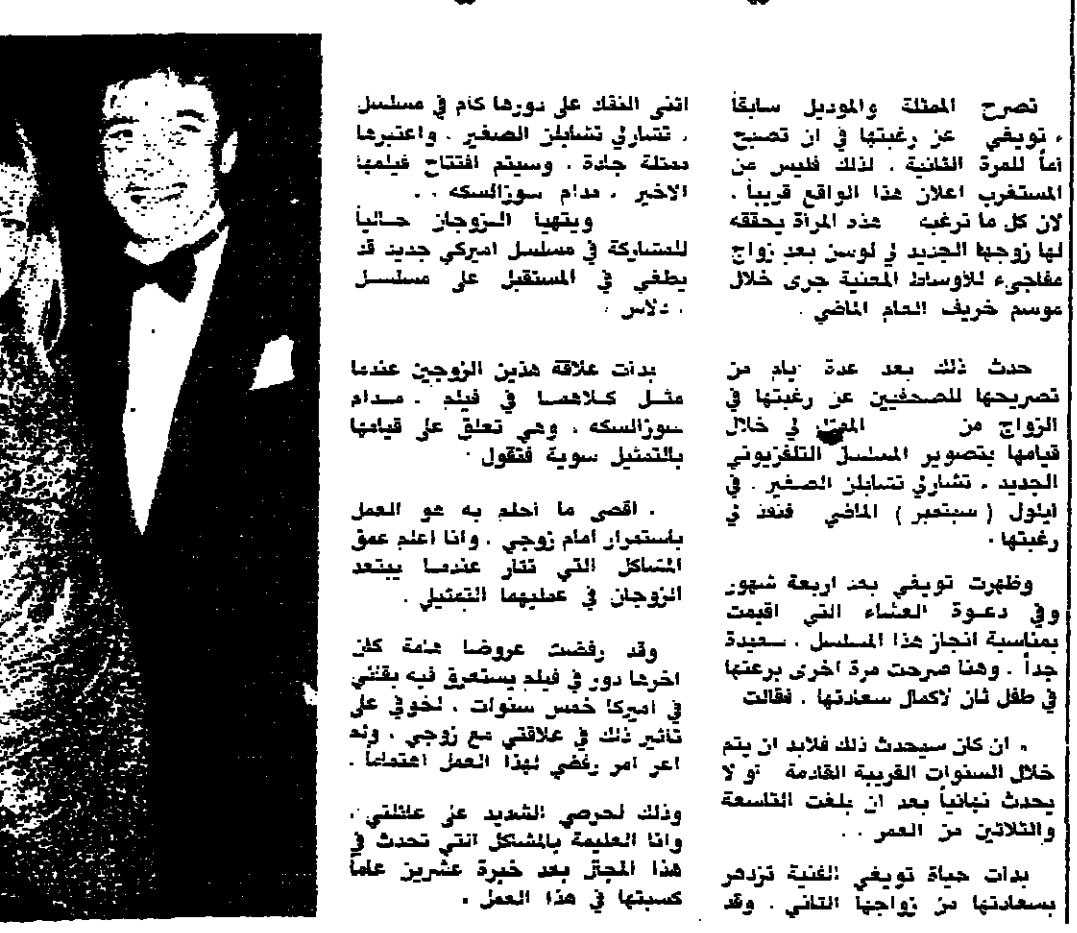 تصرح الممثلة والموديل سابقاً
، تويغي عن رغبتها في ان تصبح
اماً للمرة الثانية . لذلك فليس من
المستغرب اعلان هذا الواقع قريباً .
لان كل ما ترغبه هذه المراة يحققه
لها زوجها الجديد لي لوسن بعد زواج
مفاجيء للاوساط المعنية جرى خلال
موسم خريف العام الماضي .
حدث ذلك بعد عدة ايام من
تصريحها للصحفيين عن رغبتها في
الزواج من الممثل لي خلال
قيامها بتصوير المسلسل التلفزيوني
الجديد ، تشارلي تشابلن الصغير . في
ايلول ( سبتمبر ) الماضي فنفذ لي
رغبتها .
وظهرت تويغي بعد اربعة شهور
وفي دعوة العشاء التي اقيمت
بمناسبة انجاز هذا المسلسل . سعيدة
جداً . وهنا صرحت مرة اخرى برغبتها
في طفل ثان لاكمال سعادتها . فقالت
، ان كان سيحدث ذلك فلابد ان يتم
خلال السنوات القريبة القادمة او لا
يحدث نهائياً بعد ان بلغت التاسعة
والثلاثين من العمر . .
بدات حياة تويغي الفنية تزدهر
بسعادتها من زواجها الثاني . وقد
اثنى النقاد على دورها كام في مسلسل
، تشارلي تشابلن الصغير . واعتبرها
ممثلة جادة . وسيتم افتتاح فيلمها
الاخير ، مدام سوزالسكه . .
ويتهيا الزوجان حالياً
للمشاركة في مسلسل اميركي جديد قد
يطغي في المستقبل على مسلسل
، دلاس .
بدات علاقة هذين الزوجين عندما
مثل كلاهما في فيلم ، مدام
سوزالسكه . وهي تعلق على قيامها
بالتمثيل سوية فتقول
، اقصى ما احلم به هو العمل
باستمرار امام زوجي . وانا اعلم عمق
المشاكل التي تثار عندما يبتعد
الزوجان في عمليهما التمثيلي .
وقد رفضت عروضا هامة كان
اخرها دور في فيلم يستغرق فيه بقائي
في اميركا خمس سنوات . لخوفي على
تاثير ذلك في علاقتي مع زوجي . ولم
اعر امر رفضي لهذا العمل اهتماماً .
وذلك لحرصي الشديد على عائلتي .
وانا العليمة بالمشاكل التي تحدث في
هذا المجال بعد خبرة عشرين عاماً
كسبتها في هذا العمل .